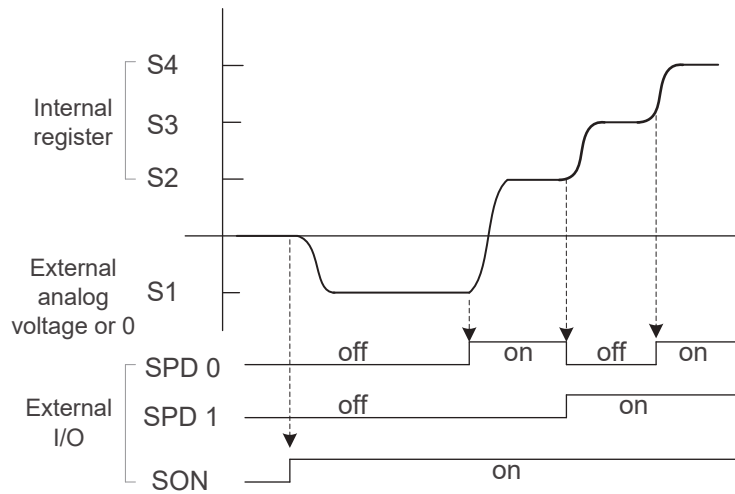 S4
Internal
register
S3
S2
External
analog
voltage or 0
S1
off
on
off
on
SPD 0
External
I/O
off
on
SPD 1
on
SON